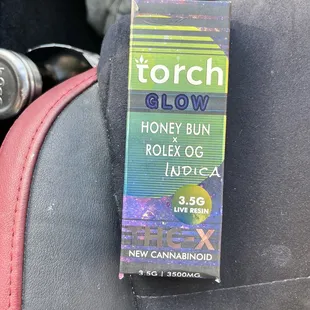 torch
GLOW
HONEY BUN
x
ROLEX OG
INDICA
3.5G
LIVE RESIN
THC-X
NEW CANNABINOID
3.5G | 3500MG